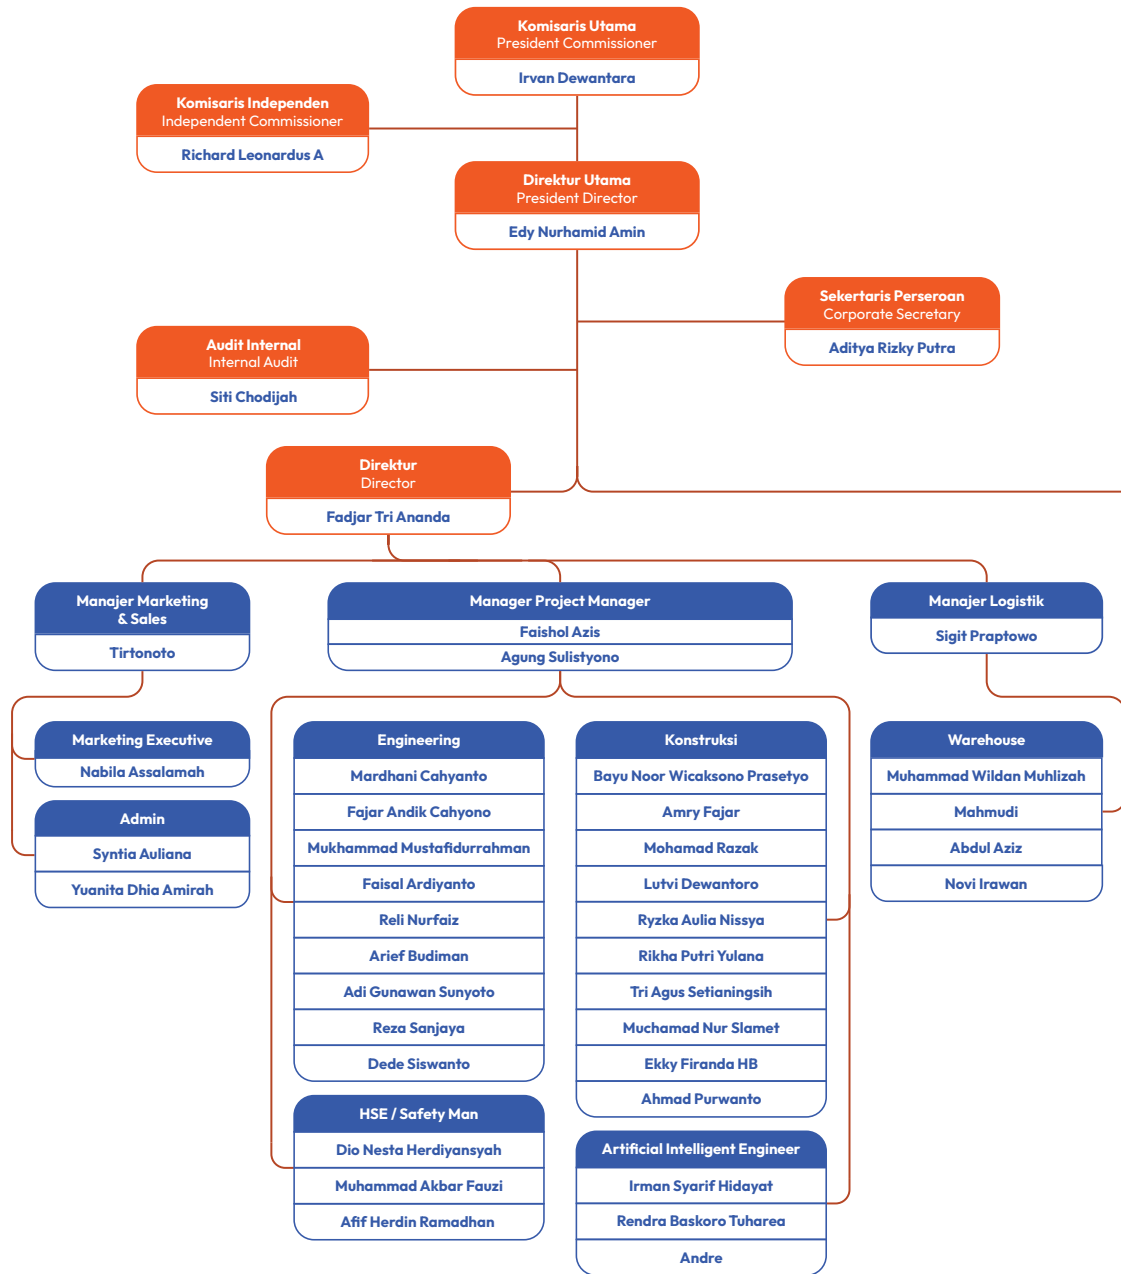 Komisaris Utama
President Commissioner
Irvan Dewantara
Komisaris Independen
Independent Commissioner
Richard Leonardus A
Direktur Utama
President Director
Edy Nurhamid Amin
Sekertaris Perseroan
Corporate Secretary
Aditya Rizky Putra
Audit Internal
Internal Audit
Siti Chodijah
Direktur
Director
Fadjar Tri Ananda
Manajer Marketing
& Sales
Tirtonoto
Manager Project Manager
Faishol Azis
Agung Sulistyono
Manajer Logistik
Sigit Praptowo
Marketing Executive
Nabila Assalamah
Admin
Syntia Auliana
Yuanita Dhia Amirah
Engineering
Mardhani Cahyanto
Fajar Andik Cahyono
Mukhammad Mustafidurrahman
Faisal Ardiyanto
Reli Nurfaiz
Arief Budiman
Adi Gunawan Sunyoto
Reza Sanjaya
Dede Siswanto
HSE / Safety Man
Dio Nesta Herdiyansyah
Muhammad Akbar Fauzi
Afif Herdin Ramadhan
Konstruksi
Bayu Noor Wicaksono Prasetyo
Amry Fajar
Mohamad Razak
Lutvi Dewantoro
Ryzka Aulia Nissya
Rikha Putri Yulana
Tri Agus Setianingsih
Muchamad Nur Slamet
Ekky Firanda HB
Ahmad Purwanto
Artificial Intelligent Engineer
Irman Syarif Hidayat
Rendra Baskoro Tuharea
Andre
Warehouse
Muhammad Wildan Muhlizah
Mahmudi
Abdul Aziz
Novi Irawan